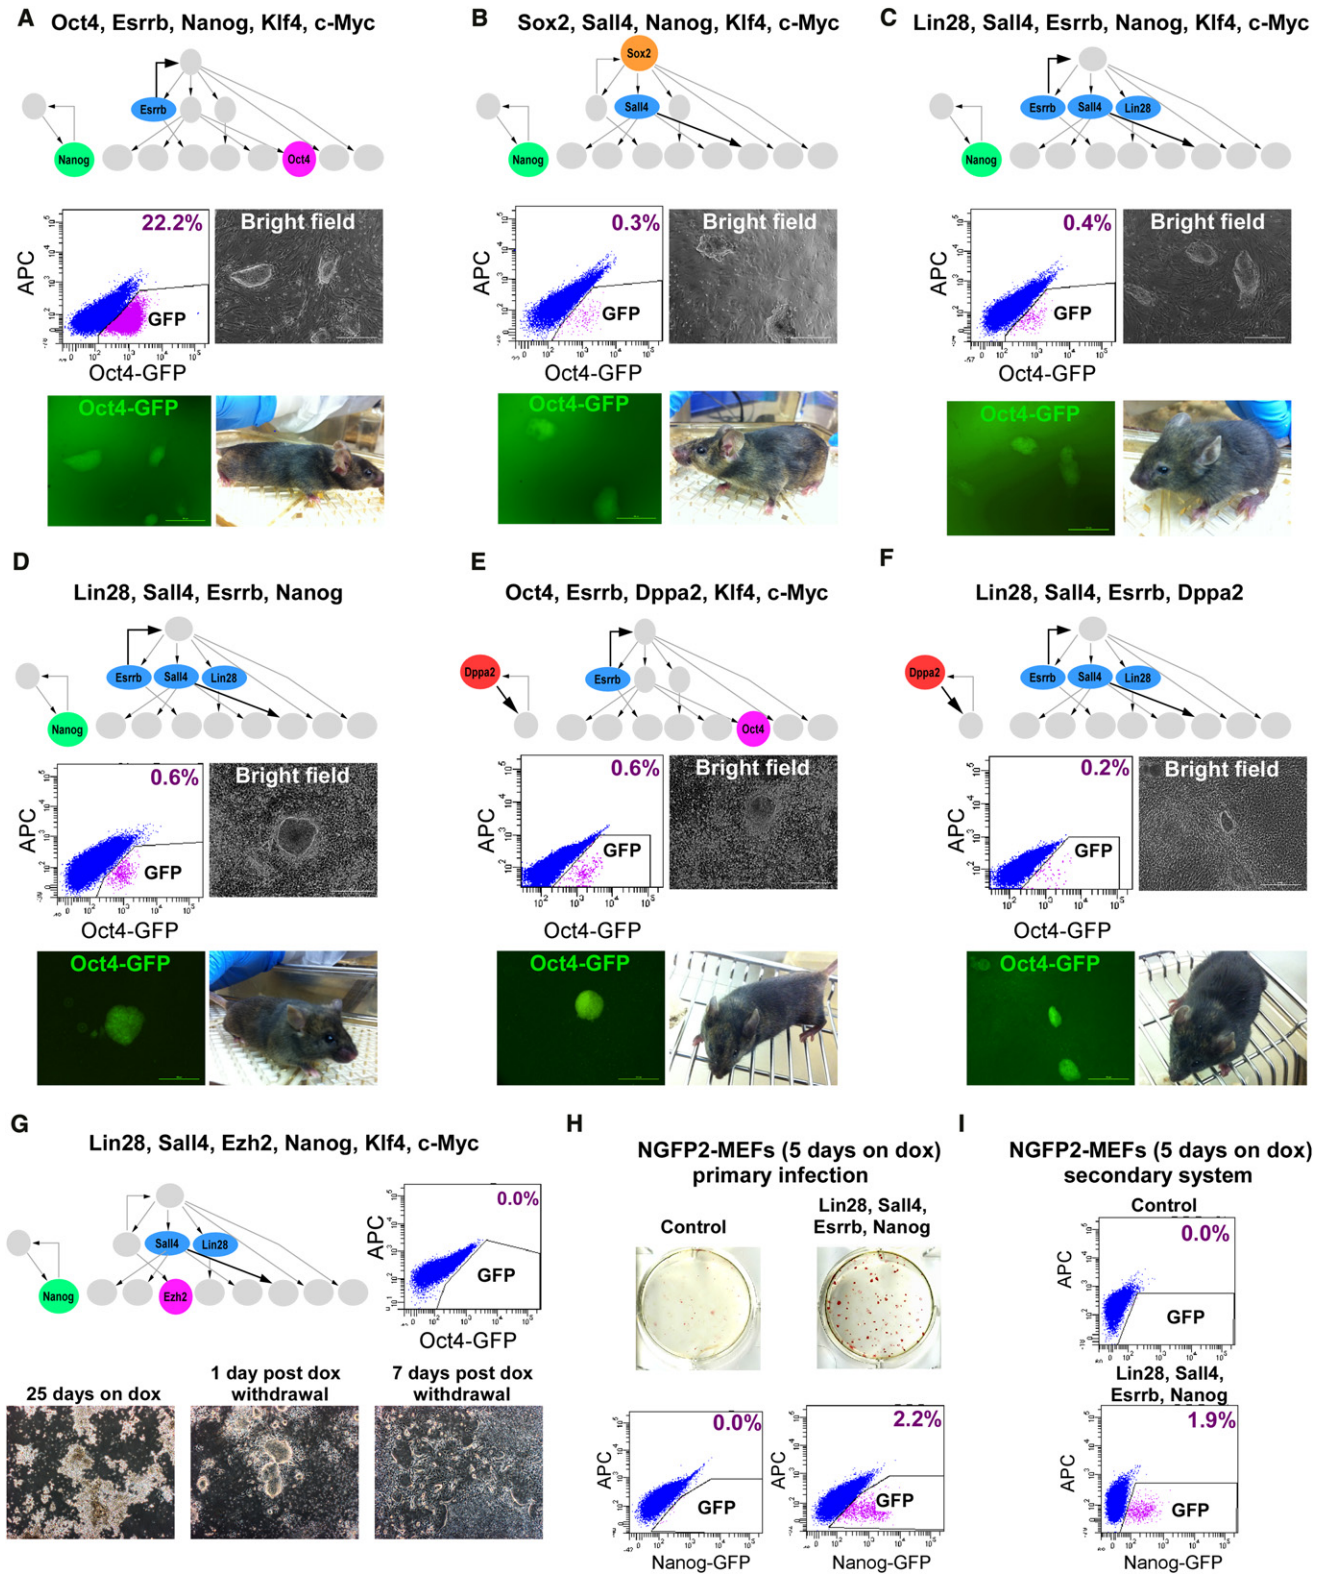 A
Oct4, Esrrb, Nanog, Klf4, c-Myc
Esrrb
Nanog
Oct4
22.2%
Bright field
APC
GFP
Oct4-GFP
Oct4-GFP
B
Sox2, Sall4, Nanog, Klf4, c-Myc
Sox2
Sall4
Nanog
0.3%
Bright field
APC
GFP
Oct4-GFP
Oct4-GFP
C
Lin28, Sall4, Esrrb, Nanog, Klf4, c-Myc
Esrrb
Sall4
Lin28
Nanog
0.4%
Bright field
APC
GFP
Oct4-GFP
Oct4-GFP
D
Lin28, Sall4, Esrrb, Nanog
Esrrb
Sall4
Lin28
Nanog
0.6%
Bright field
APC
GFP
Oct4-GFP
Oct4-GFP
E
Oct4, Esrrb, Dppa2, Klf4, c-Myc
Dppa2
Esrrb
Oct4
0.6%
Bright field
APC
GFP
Oct4-GFP
Oct4-GFP
F
Lin28, Sall4, Esrrb, Dppa2
Dppa2
Esrrb
Sall4
Lin28
0.2%
Bright field
APC
GFP
Oct4-GFP
Oct4-GFP
G
Lin28, Sall4, Ezh2, Nanog, Klf4, c-Myc
Sall4
Lin28
Nanog
Ezh2
0.0%
APC
GFP
Oct4-GFP
25 days on dox
1 day post dox
withdrawal
7 days post dox
withdrawal
H
NGFP2-MEFs (5 days on dox)
primary infection
Control
Lin28, Sall4,
Esrrb, Nanog
0.0%
APC
GFP
Nanog-GFP
2.2%
APC
GFP
Nanog-GFP
I
NGFP2-MEFs (5 days on dox)
secondary system
Control
0.0%
APC
GFP
Lin28, Sall4,
Esrrb, Nanog
1.9%
APC
GFP
Nanog-GFP